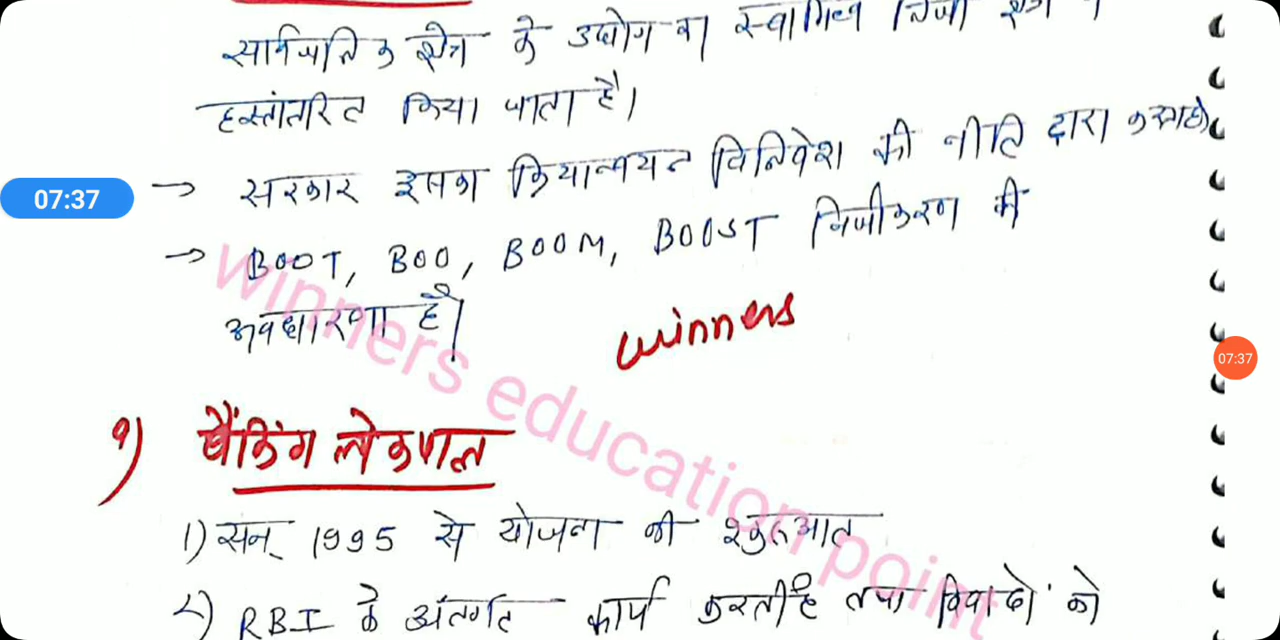 सार्वजनिक क्षेत्र के उद्योग का स्वामित्व निजी क्षेत्र
हस्तांतरित किया जाता है।
→ सरकार इसका क्रियान्वयन विनिवेश की नीति द्वारा
07:37
→ BOOT, BOO, BOOM, BOOST निजीकरण की
अवधारणा है।
winners
07:37
winners education point
9) बैंकिंग लोकपाल
1) सन् 1995 से योजना की शुरुआत
2) RBI के अंतर्गत कार्य करती है तथा विवादों को